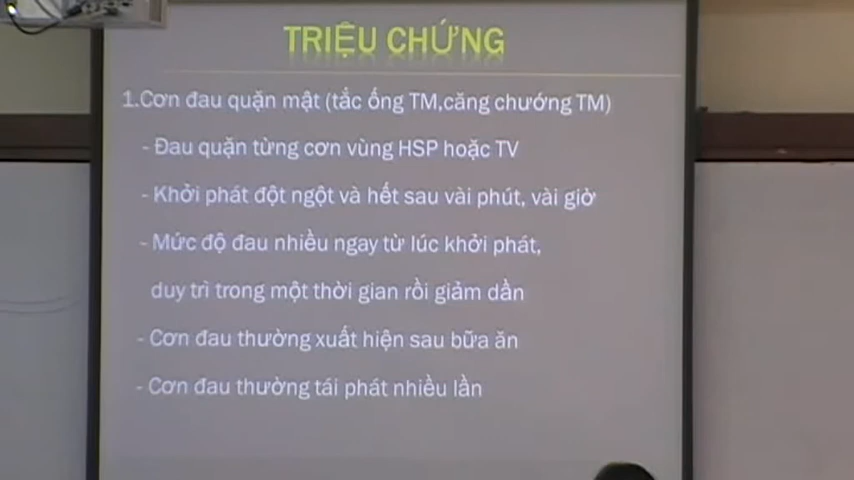 TRIỆU CHỨNG
1.Cơn đau quặn mật (tắc ống TM,căng chướng TM)
- Đau quặn từng cơn vùng HSP hoặc TV
- Khởi phát đột ngột và hết sau vài phút, vài giờ
- Mức độ đau nhiều ngay từ lúc khởi phát,
duy trì trong một thời gian rồi giảm dần
- Cơn đau thường xuất hiện sau bữa ăn
- Cơn đau thường tái phát nhiều lần